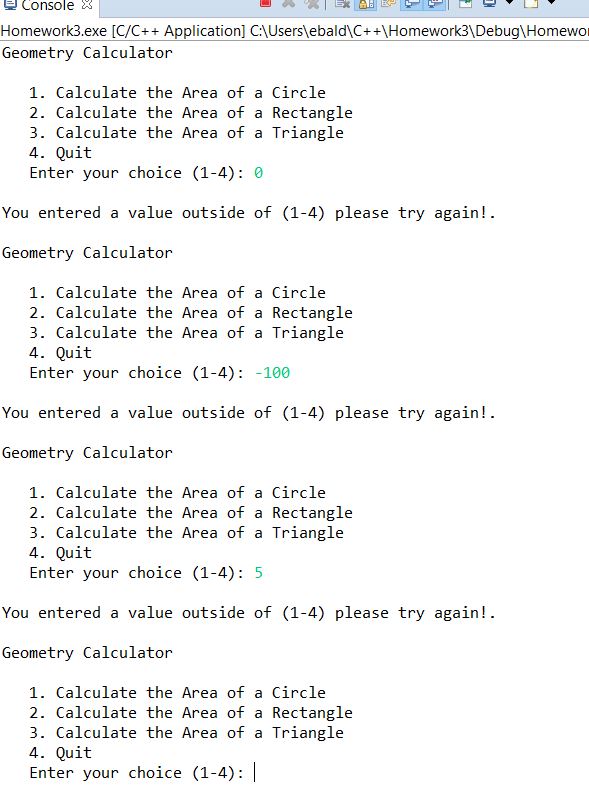 Console
Homework3.exe [C/C++ Application] C:\Users\ebald\C++\Homework3\Debug\Homewor
Geometry Calculator
1. Calculate the Area of a Circle
2. Calculate the Area of a Rectangle
3. Calculate the Area of a Triangle
4. Quit
Enter your choice (1-4): 0
You entered a value outside of (1-4) please try again!.
Geometry Calculator
1. Calculate the Area of a Circle
2. Calculate the Area of a Rectangle
3. Calculate the Area of a Triangle
4. Quit
Enter your choice (1-4): -100
You entered a value outside of (1-4) please try again!.
Geometry Calculator
1. Calculate the Area of a Circle
2. Calculate the Area of a Rectangle
3. Calculate the Area of a Triangle
4. Quit
Enter your choice (1-4): 5
You entered a value outside of (1-4) please try again!.
Geometry Calculator
1. Calculate the Area of a Circle
2. Calculate the Area of a Rectangle
3. Calculate the Area of a Triangle
4. Quit
Enter your choice (1-4):